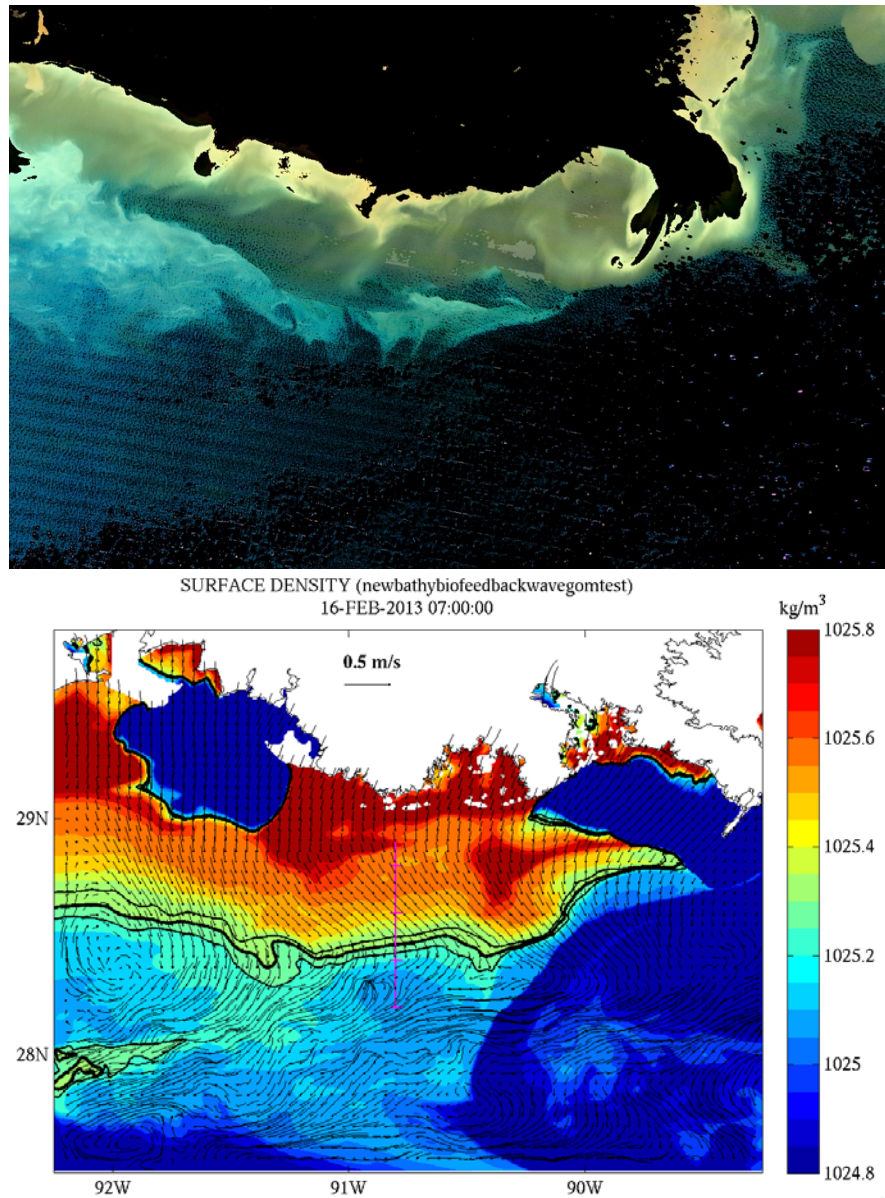 SURFACE DENSITY (newbathybiofeedbackwavegomtest)
16-FEB-2013 07:00:00
kg/m³
0.5 m/s
1025.8
1025.6
1025.4
1025.2
1025
1024.8
29N
28N
92W
91W
90W